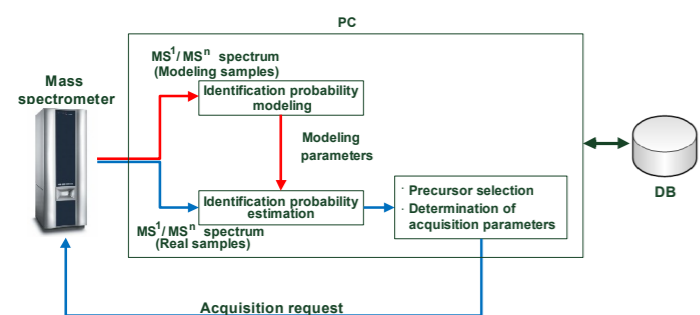 PC
MS¹/MSⁿ spectrum
(Modeling samples)
Mass
spectrometer
Identification probability
modeling
Modeling
parameters
Identification probability
estimation
MS¹/MSⁿ spectrum
(Real samples)
· Precursor selection
· Determination of
acquisition parameters
DB
Acquisition request